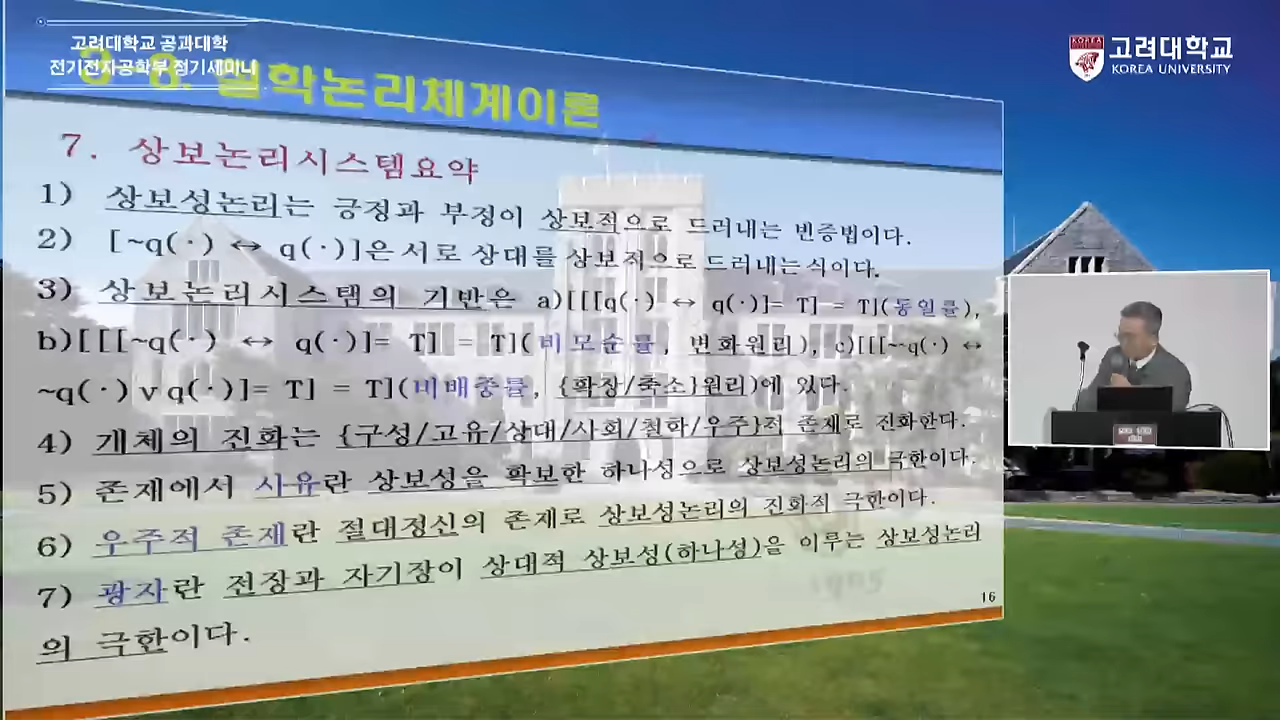 고려대학교 공과대학
전기전자공학부 정기세미나
고려대학교
KOREA UNIVERSITY
철학논리체계이론
7. 상보논리시스템요약
1) 상보성논리는 긍정과 부정이 상보적으로 드러내는 변증법이다.
2) [~q(·) ↔ q(·)]은 서로 상대를 상보적으로 드러내는 식이다.
3) 상보논리시스템의 기반은 a)[[[q(·) ↔ q(·)]= T] = T](동일률),
b)[[[~q(·) ↔ q(·)]= T] = T](비모순률, 변화원리), c)[[[~q(·) ↔
~q(·) v q(·)]= T] = T](비배중률, {확장/축소}원리)에 있다.
4) 개체의 진화는 {구성/고유/상대/사회/철학/우주}적 존재로 진화한다.
5) 존재에서 사유란 상보성을 확보한 하나성으로 상보성논리의 극한이다.
6) 우주적 존재란 절대정신의 존재로 상보성논리의 진화적 극한이다.
7) 광자란 전장과 자기장이 상대적 상보성(하나성)을 이루는 상보성논리
의 극한이다.
16